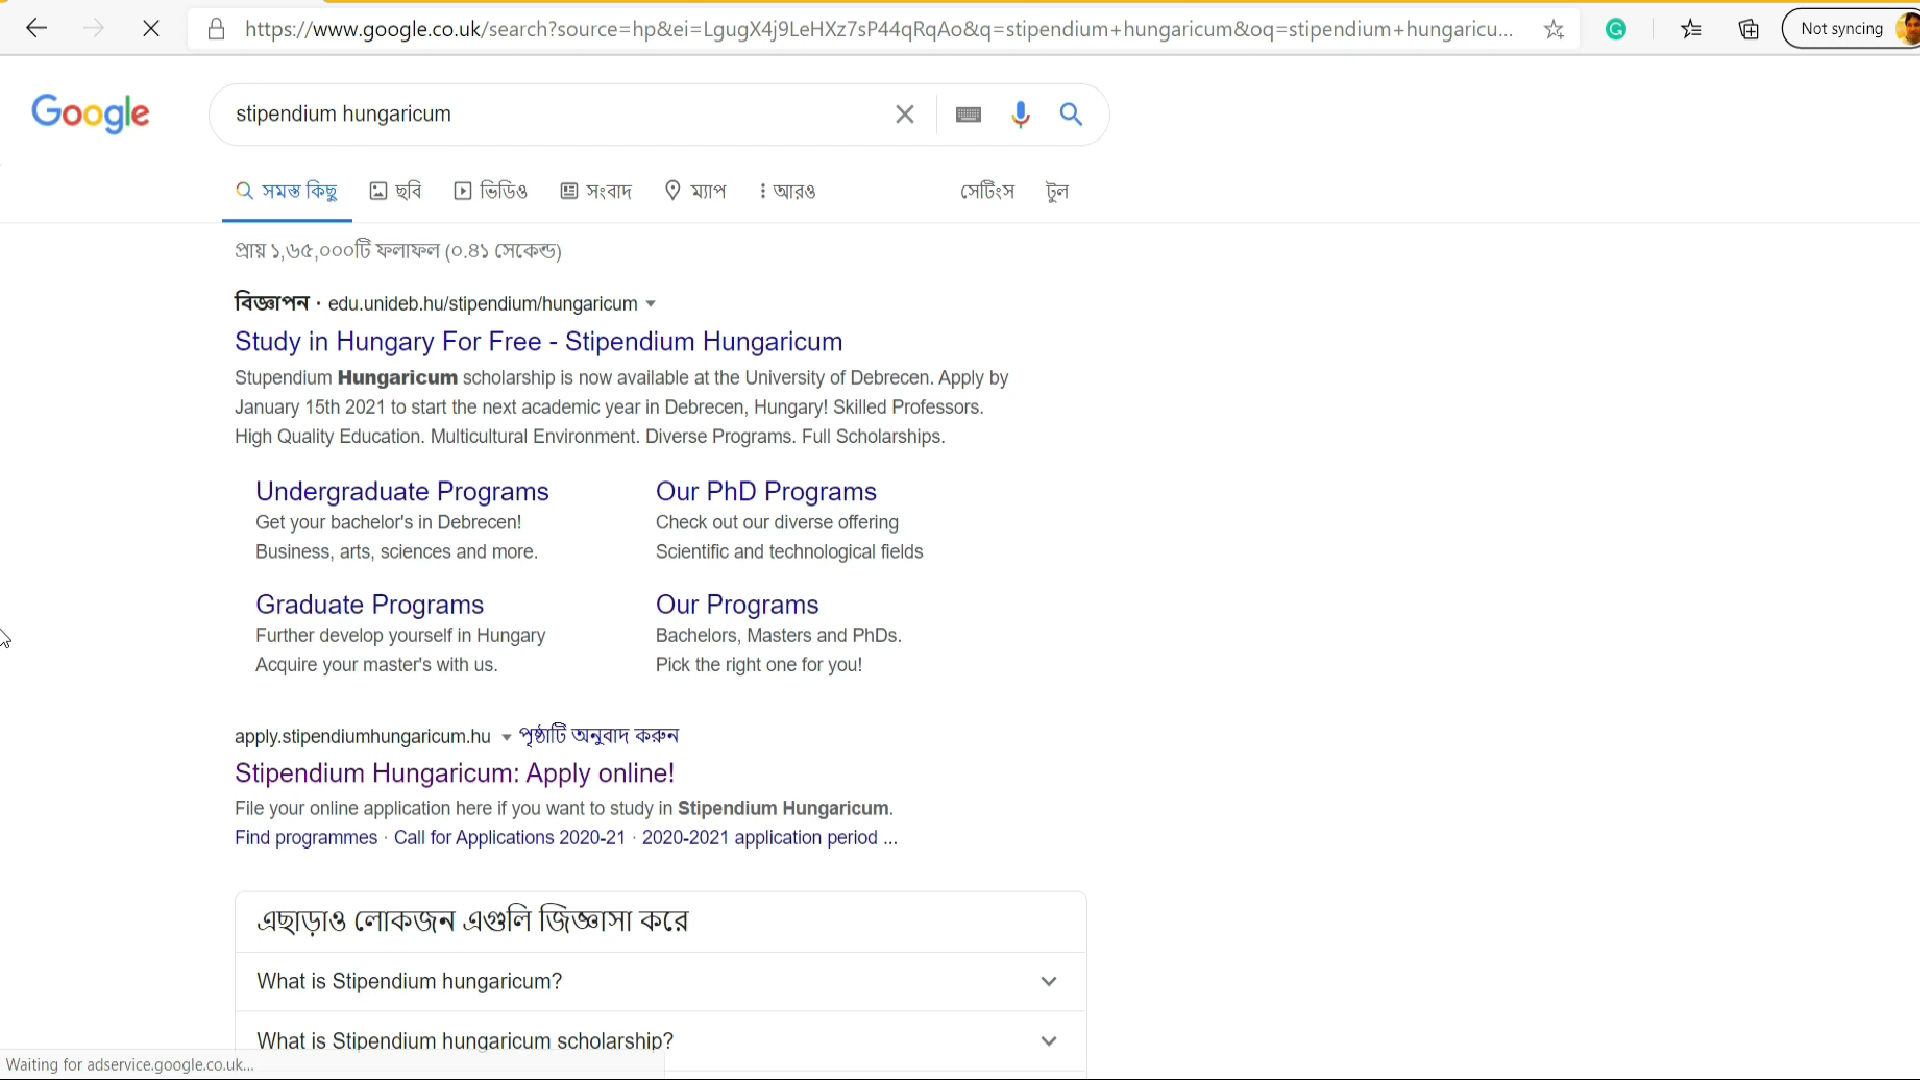 https://www.google.co.uk/search?source=hp&ei=LgugX4j9LeHXz7sP44qRqAo&q=stipendium+hungaricum&oq=stipendium+hungaricu...
Not syncing
Google
stipendium hungaricum
সমস্ত কিছু ছবি ভিডিও সংবাদ ম্যাপ আরও সেটিংস টুল
প্রায় ১,৬৫,০০০টি ফলাফল (০.৪১ সেকেন্ড)
বিজ্ঞাপন · edu.unideb.hu/stipendium/hungaricum
Study in Hungary For Free - Stipendium Hungaricum
Stupendium Hungaricum scholarship is now available at the University of Debrecen. Apply by
January 15th 2021 to start the next academic year in Debrecen, Hungary! Skilled Professors.
High Quality Education. Multicultural Environment. Diverse Programs. Full Scholarships.
Undergraduate Programs
Get your bachelor's in Debrecen!
Business, arts, sciences and more.
Our PhD Programs
Check out our diverse offering
Scientific and technological fields
Graduate Programs
Further develop yourself in Hungary
Acquire your master's with us.
Our Programs
Bachelors, Masters and PhDs.
Pick the right one for you!
apply.stipendiumhungaricum.hu পৃষ্ঠাটি অনুবাদ করুন
Stipendium Hungaricum: Apply online!
File your online application here if you want to study in Stipendium Hungaricum.
Find programmes · Call for Applications 2020-21 · 2020-2021 application period ...
এছাড়াও লোকজন এগুলি জিজ্ঞাসা করে
What is Stipendium hungaricum?
What is Stipendium hungaricum scholarship?
Waiting for adservice.google.co.uk...